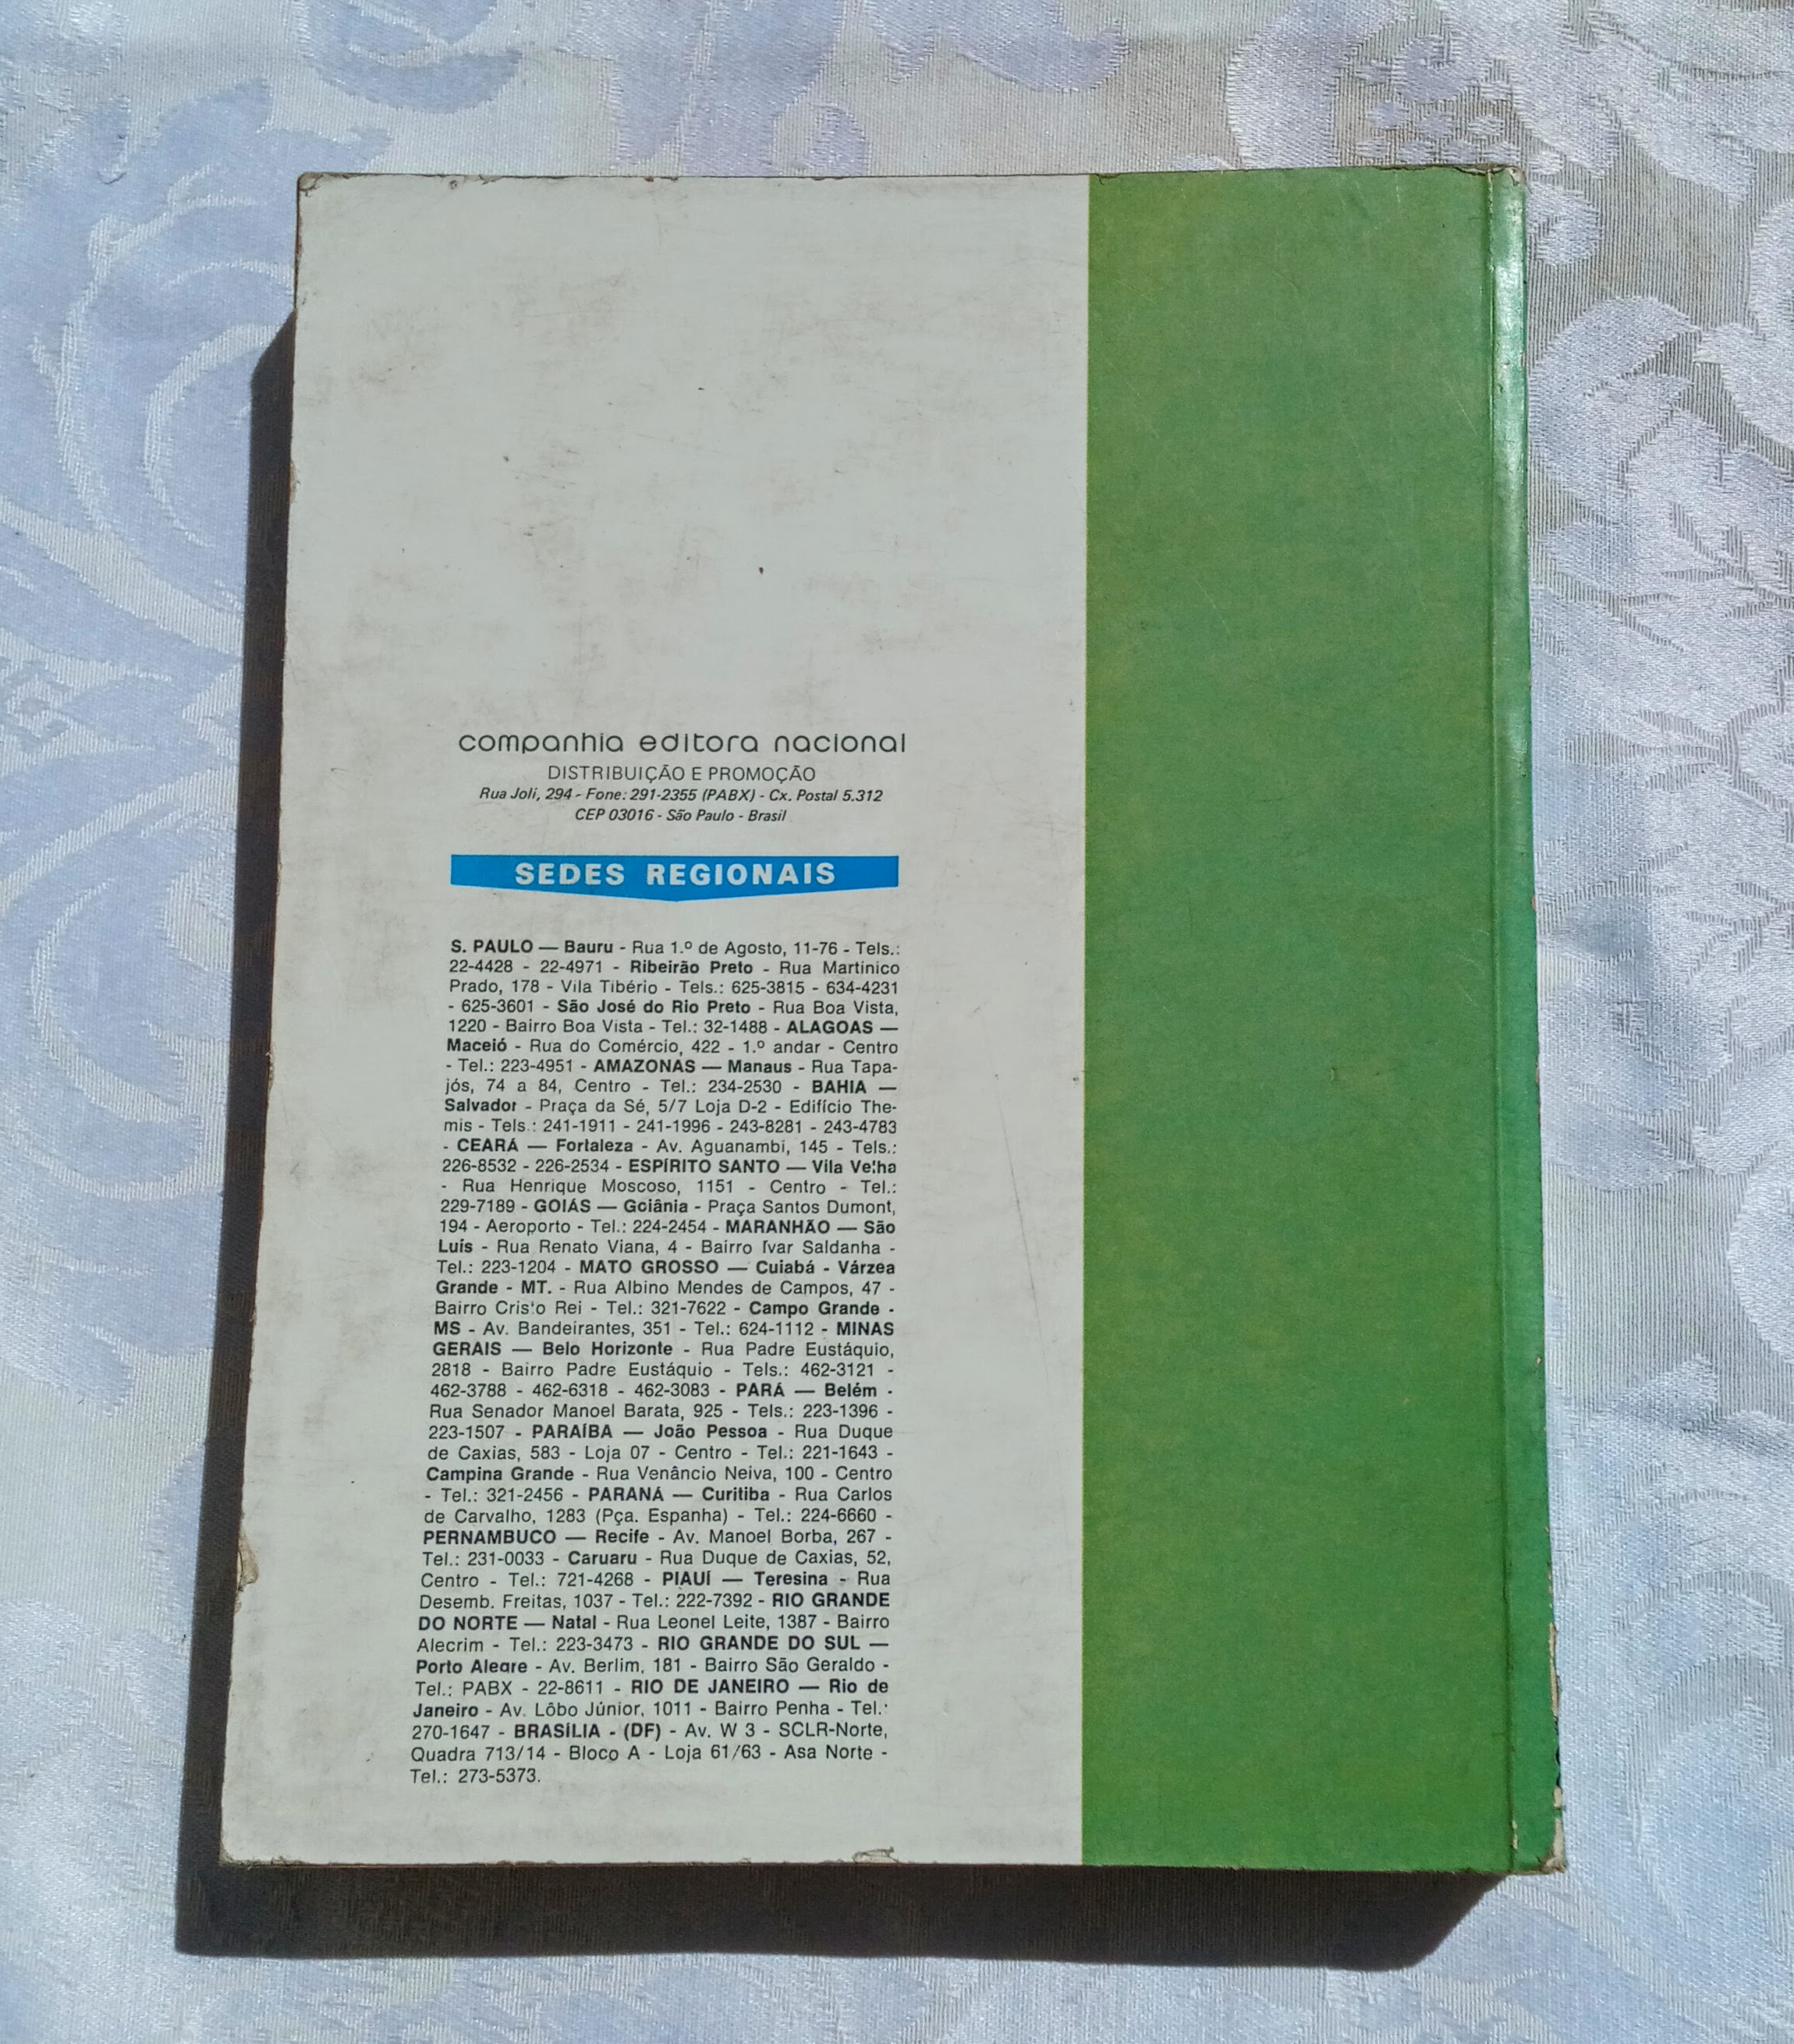 companhia editora nacional
DISTRIBUIÇÃO E PROMOÇÃO
Rua Joli, 294 - Fone: 291-2355 (PABX) - Cx. Postal 5.312
CEP 03016 - São Paulo - Brasil
SEDES REGIONAIS
S. PAULO — Bauru - Rua 1.º de Agosto, 11-76 - Tels.:
22-4428 - 22-4971 - Ribeirão Preto - Rua Martinico
Prado, 178 - Vila Tibério - Tels.: 625-3815 - 634-4231
- 625-3601 - São José do Rio Preto - Rua Boa Vista,
1220 - Bairro Boa Vista - Tel.: 32-1488 - ALAGOAS —
Maceió - Rua do Comércio, 422 - 1.º andar - Centro
- Tel.: 223-4951 - AMAZONAS — Manaus - Rua Tapa-
jós, 74 a 84, Centro - Tel.: 234-2530 - BAHIA —
Salvador - Praça da Sé, 5/7 Loja D-2 - Edifício The-
mis - Tels.: 241-1911 - 241-1996 - 243-8281 - 243-4783
- CEARÁ — Fortaleza - Av. Aguanambi, 145 - Tels.:
226-8532 - 226-2534 - ESPÍRITO SANTO — Vila Velha
- Rua Henrique Moscoso, 1151 - Centro - Tel.:
229-7189 - GOIÁS — Goiânia - Praça Santos Dumont,
194 - Aeroporto - Tel.: 224-2454 - MARANHÃO — São
Luís - Rua Renato Viana, 4 - Bairro Ivar Saldanha -
Tel.: 223-1204 - MATO GROSSO — Cuiabá - Várzea
Grande - MT. - Rua Albino Mendes de Campos, 47 -
Bairro Cristo Rei - Tel.: 321-7622 - Campo Grande -
MS - Av. Bandeirantes, 351 - Tel.: 624-1112 - MINAS
GERAIS — Belo Horizonte - Rua Padre Eustáquio,
2818 - Bairro Padre Eustáquio - Tels.: 462-3121 -
462-3788 - 462-6318 - 462-3083 - PARÁ — Belém -
Rua Senador Manoel Barata, 925 - Tels.: 223-1396 -
223-1507 - PARAÍBA — João Pessoa - Rua Duque
de Caxias, 583 - Loja 07 - Centro - Tel.: 221-1643 -
Campina Grande - Rua Venâncio Neiva, 100 - Centro
- Tel.: 321-2456 - PARANÁ — Curitiba - Rua Carlos
de Carvalho, 1283 (Pça. Espanha) - Tel.: 224-6660 -
PERNAMBUCO — Recife - Av. Manoel Borba, 267 -
Tel.: 231-0033 - Caruaru - Rua Duque de Caxias, 52,
Centro - Tel.: 721-4268 - PIAUÍ — Teresina - Rua
Desemb. Freitas, 1037 - Tel.: 222-7392 - RIO GRANDE
DO NORTE — Natal - Rua Leonel Leite, 1387 - Bairro
Alecrim - Tel.: 223-3473 - RIO GRANDE DO SUL —
Porto Alegre - Av. Berlim, 181 - Bairro São Geraldo -
Tel.: PABX - 22-8611 - RIO DE JANEIRO — Rio de
Janeiro - Av. Lôbo Júnior, 1011 - Bairro Penha - Tel.:
270-1647 - BRASÍLIA - (DF) - Av. W 3 - SCLR-Norte,
Quadra 713/14 - Bloco A - Loja 61/63 - Asa Norte -
Tel.: 273-5373.